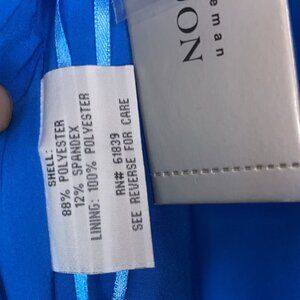 SHELL:
88% POLYESTER
12% SPANDEX
LINING: 100% POLYESTER
RN# 61839
SEE REVERSE FOR CARE